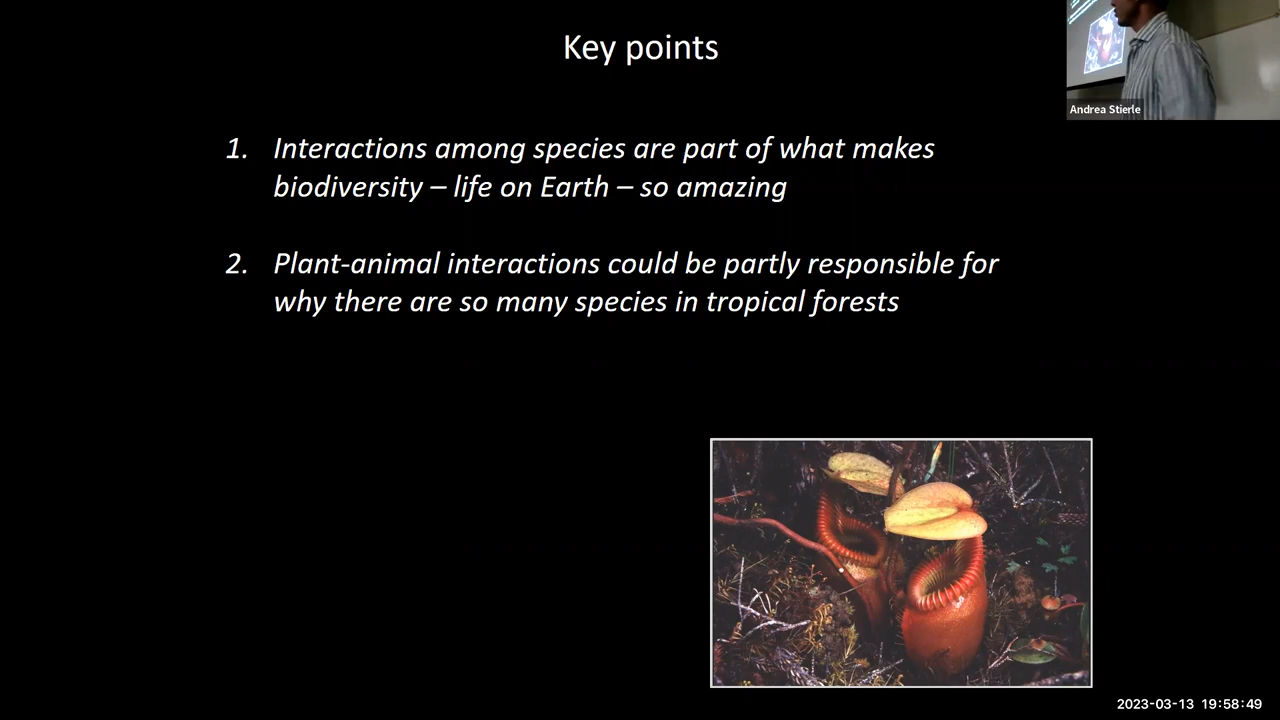 Key points
Andrea Stierle
1. Interactions among species are part of what makes
biodiversity – life on Earth – so amazing
2. Plant-animal interactions could be partly responsible for
why there are so many species in tropical forests
2023-03-13 19:58:49